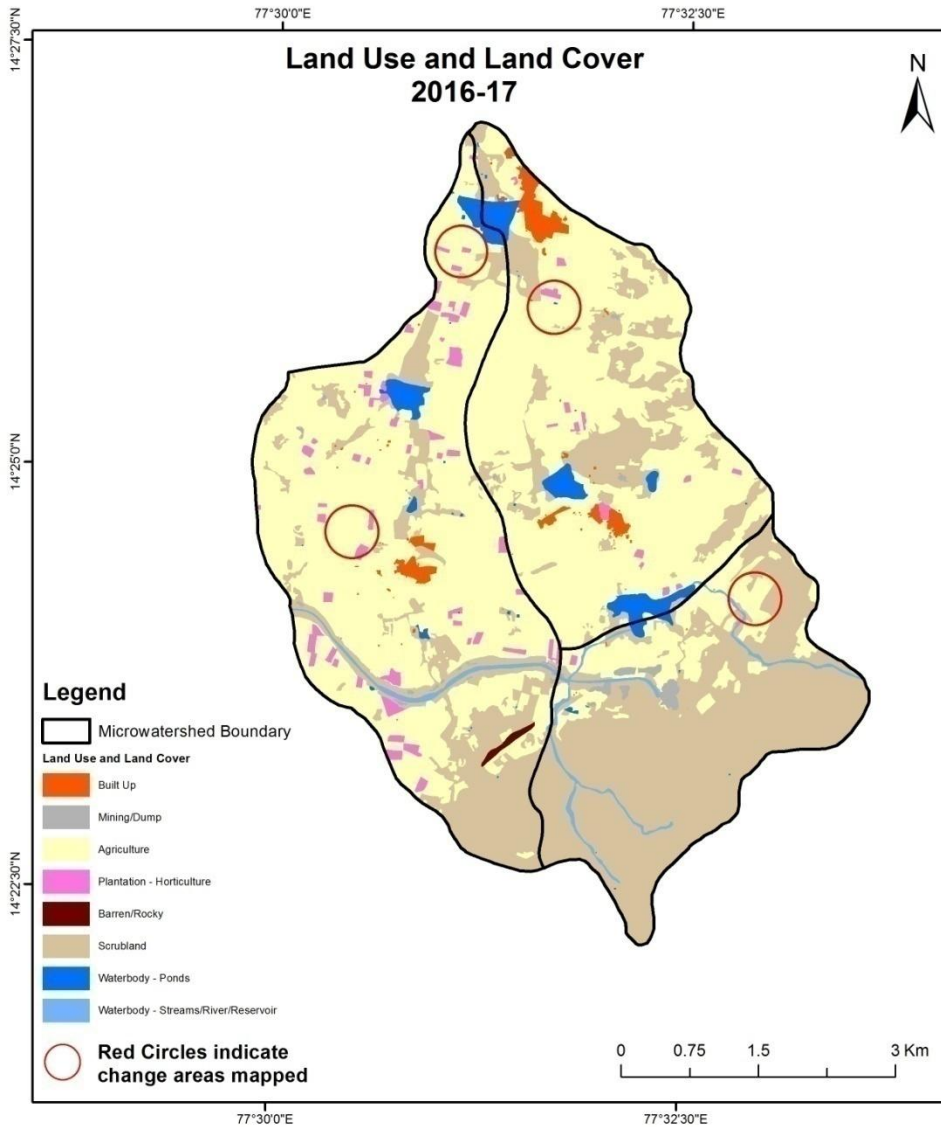 77°30'0"E
77°32'30"E
14°27'30"N
Land Use and Land Cover
2016-17
N
14°25'0"N
Legend
Microwatershed Boundary
Land Use and Land Cover
Built Up
Mining/Dump
Agriculture
Plantation - Horticulture
Barren/Rocky
Scrubland
Waterbody - Ponds
Waterbody - Streams/River/Reservoir
14°22'30"N
Red Circles indicate
change areas mapped
0 0.75 1.5 3 Km
77°30'0"E
77°32'30"E